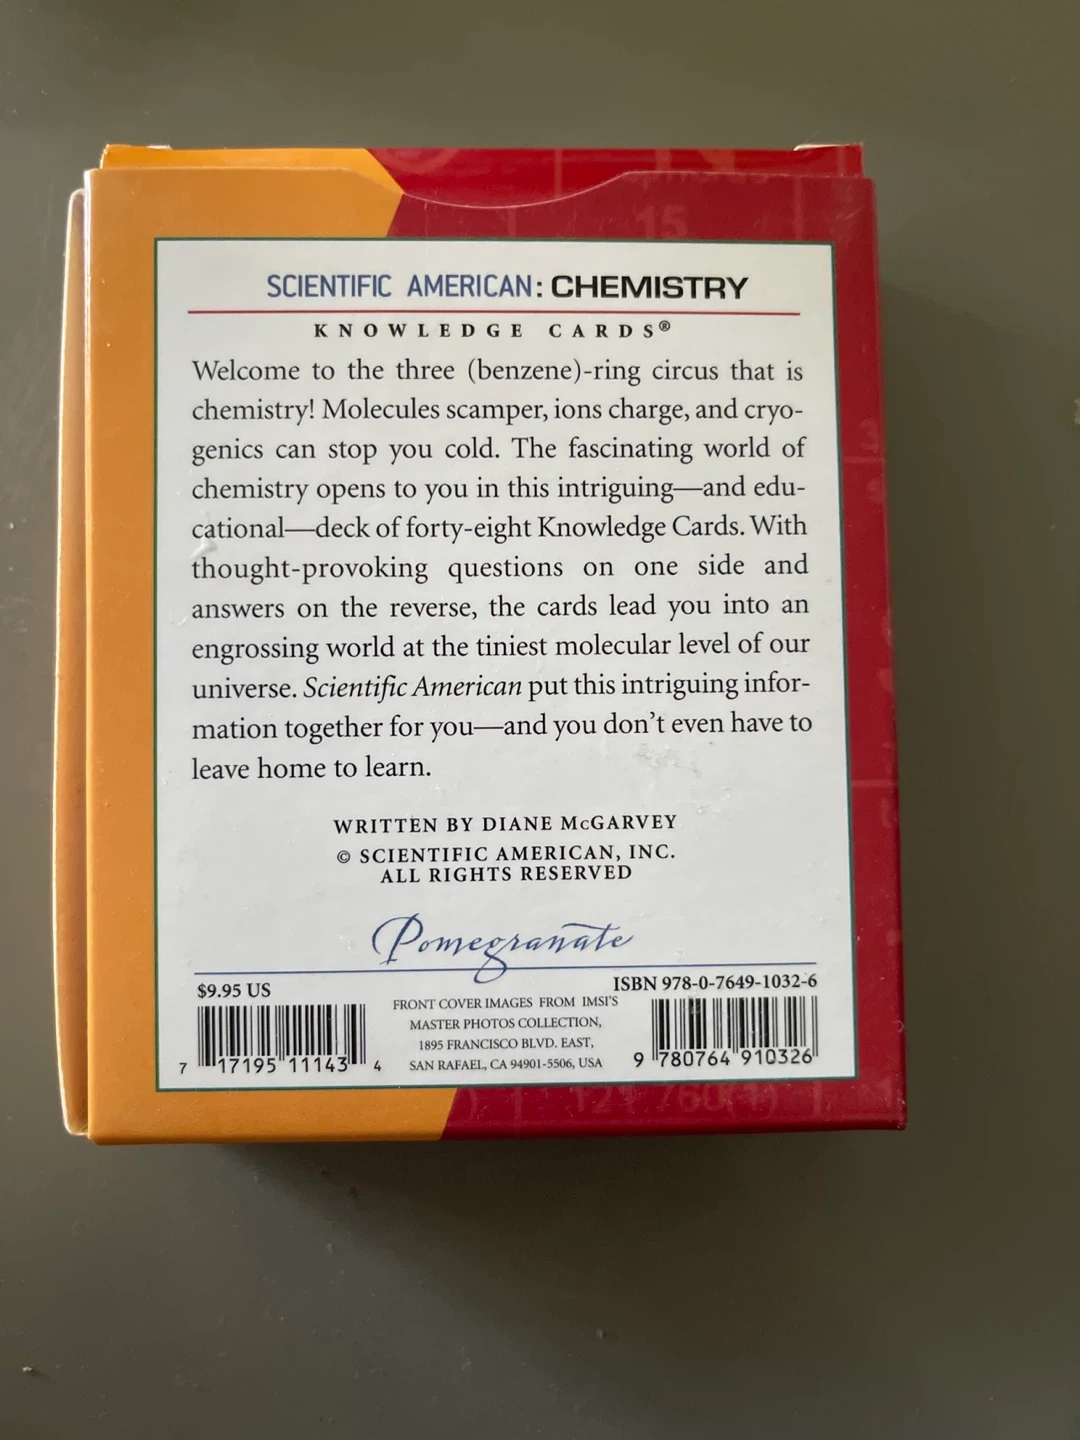 15
SCIENTIFIC AMERICAN: CHEMISTRY
KNOWLEDGE CARDS®
Welcome to the three (benzene)-ring circus that is
chemistry! Molecules scamper, ions charge, and cryo-
genics can stop you cold. The fascinating world of
chemistry opens to you in this intriguing—and edu-
cational—deck of forty-eight Knowledge Cards. With
thought-provoking questions on one side and
answers on the reverse, the cards lead you into an
engrossing world at the tiniest molecular level of our
universe. Scientific American put this intriguing infor-
mation together for you—and you don't even have to
leave home to learn.
WRITTEN BY DIANE McGARVEY
© SCIENTIFIC AMERICAN, INC.
ALL RIGHTS RESERVED
Pomegranate
$9.95 US
ISBN 978-0-7649-1032-6
FRONT COVER IMAGES FROM IMSI'S
MASTER PHOTOS COLLECTION,
1895 FRANCISCO BLVD. EAST,
SAN RAFAEL, CA 94901-5506, USA
7 17195 11143 4
9 780764 910326
121.760(1)